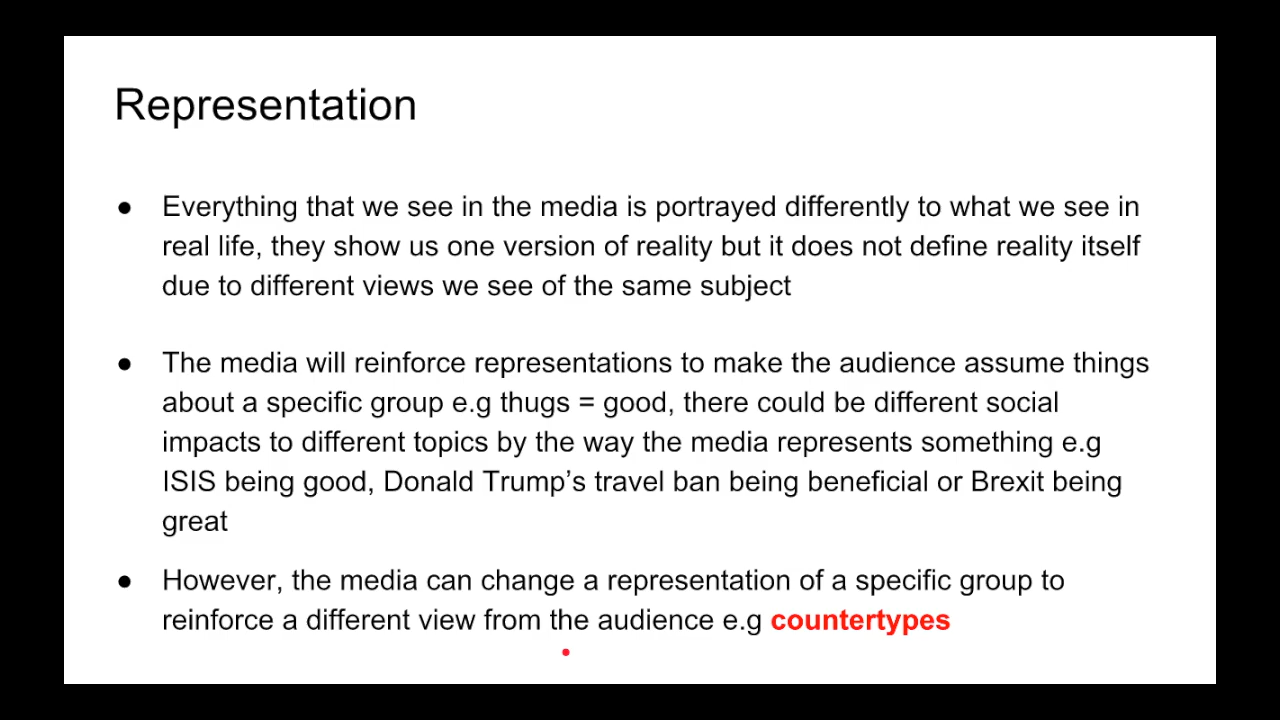 Representation
● Everything that we see in the media is portrayed differently to what we see in
real life, they show us one version of reality but it does not define reality itself
due to different views we see of the same subject
● The media will reinforce representations to make the audience assume things
about a specific group e.g thugs = good, there could be different social
impacts to different topics by the way the media represents something e.g
ISIS being good, Donald Trump’s travel ban being beneficial or Brexit being
great
● However, the media can change a representation of a specific group to
reinforce a different view from the audience e.g countertypes